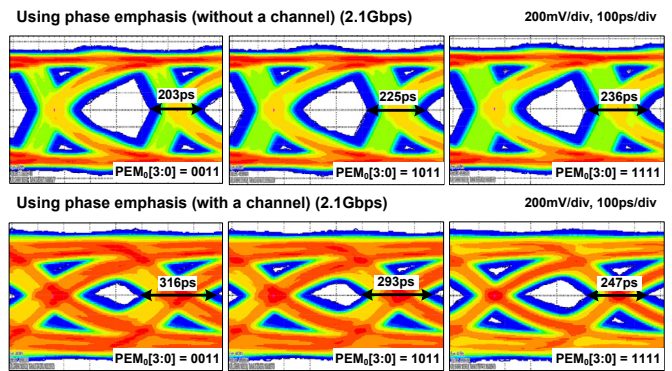 Using phase emphasis (without a channel) (2.1Gbps) 200mV/div, 100ps/div
203ps 225ps 236ps
PEM₀[3:0] = 0011 PEM₀[3:0] = 1011 PEM₀[3:0] = 1111
Using phase emphasis (with a channel) (2.1Gbps) 200mV/div, 100ps/div
316ps 293ps 247ps
PEM₀[3:0] = 0011 PEM₀[3:0] = 1011 PEM₀[3:0] = 1111